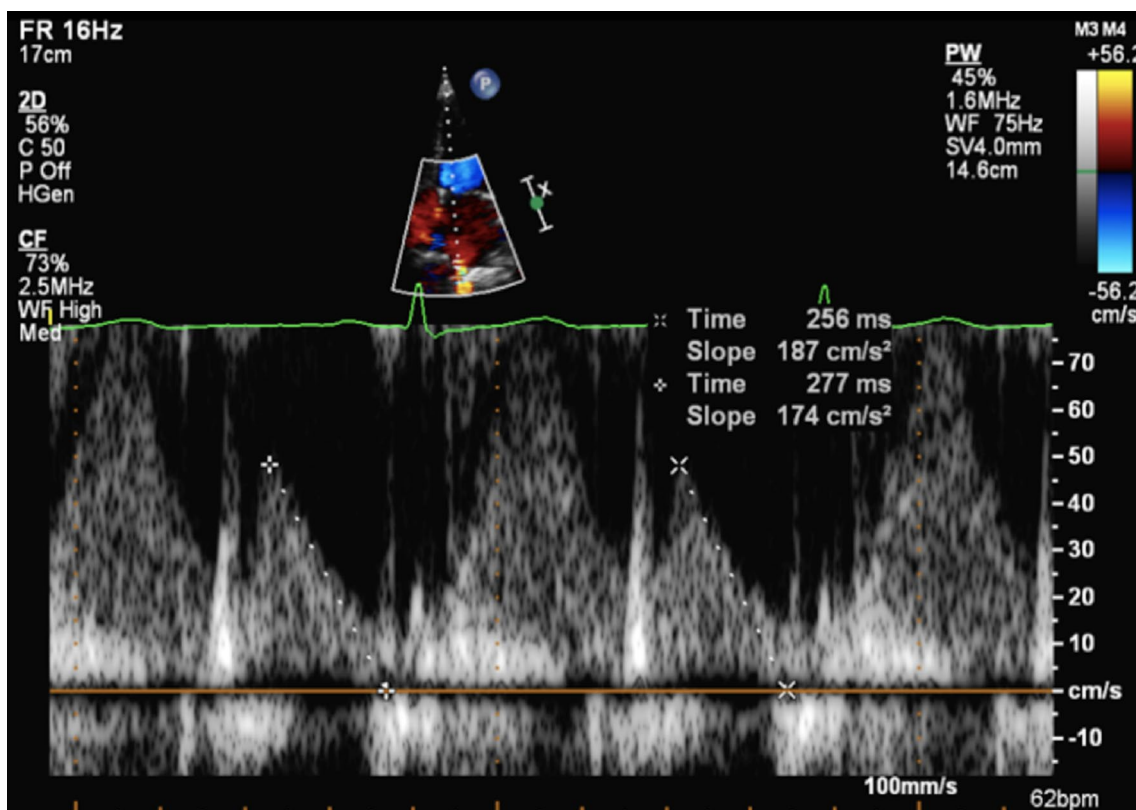 FR 16Hz
17cm
2D
56%
C 50
P Off
HGen
CF
73%
2.5MHz
WF High
Med
P
X
M3 M4
PW
45%
1.6MHz
WF 75Hz
SV4.0mm
14.6cm
+56.2
-56.2
cm/s
Time 256 ms
Slope 187 cm/s²
Time 277 ms
Slope 174 cm/s²
70
60
50
40
30
20
10
cm/s
-10
100mm/s
62bpm